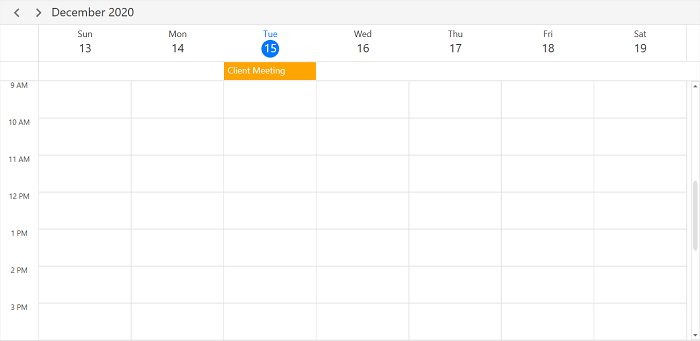 December 2020
Sun Mon Tue Wed Thu Fri Sat
13 14 15 16 17 18 19
Client Meeting
9 AM
10 AM
11 AM
12 PM
1 PM
2 PM
3 PM